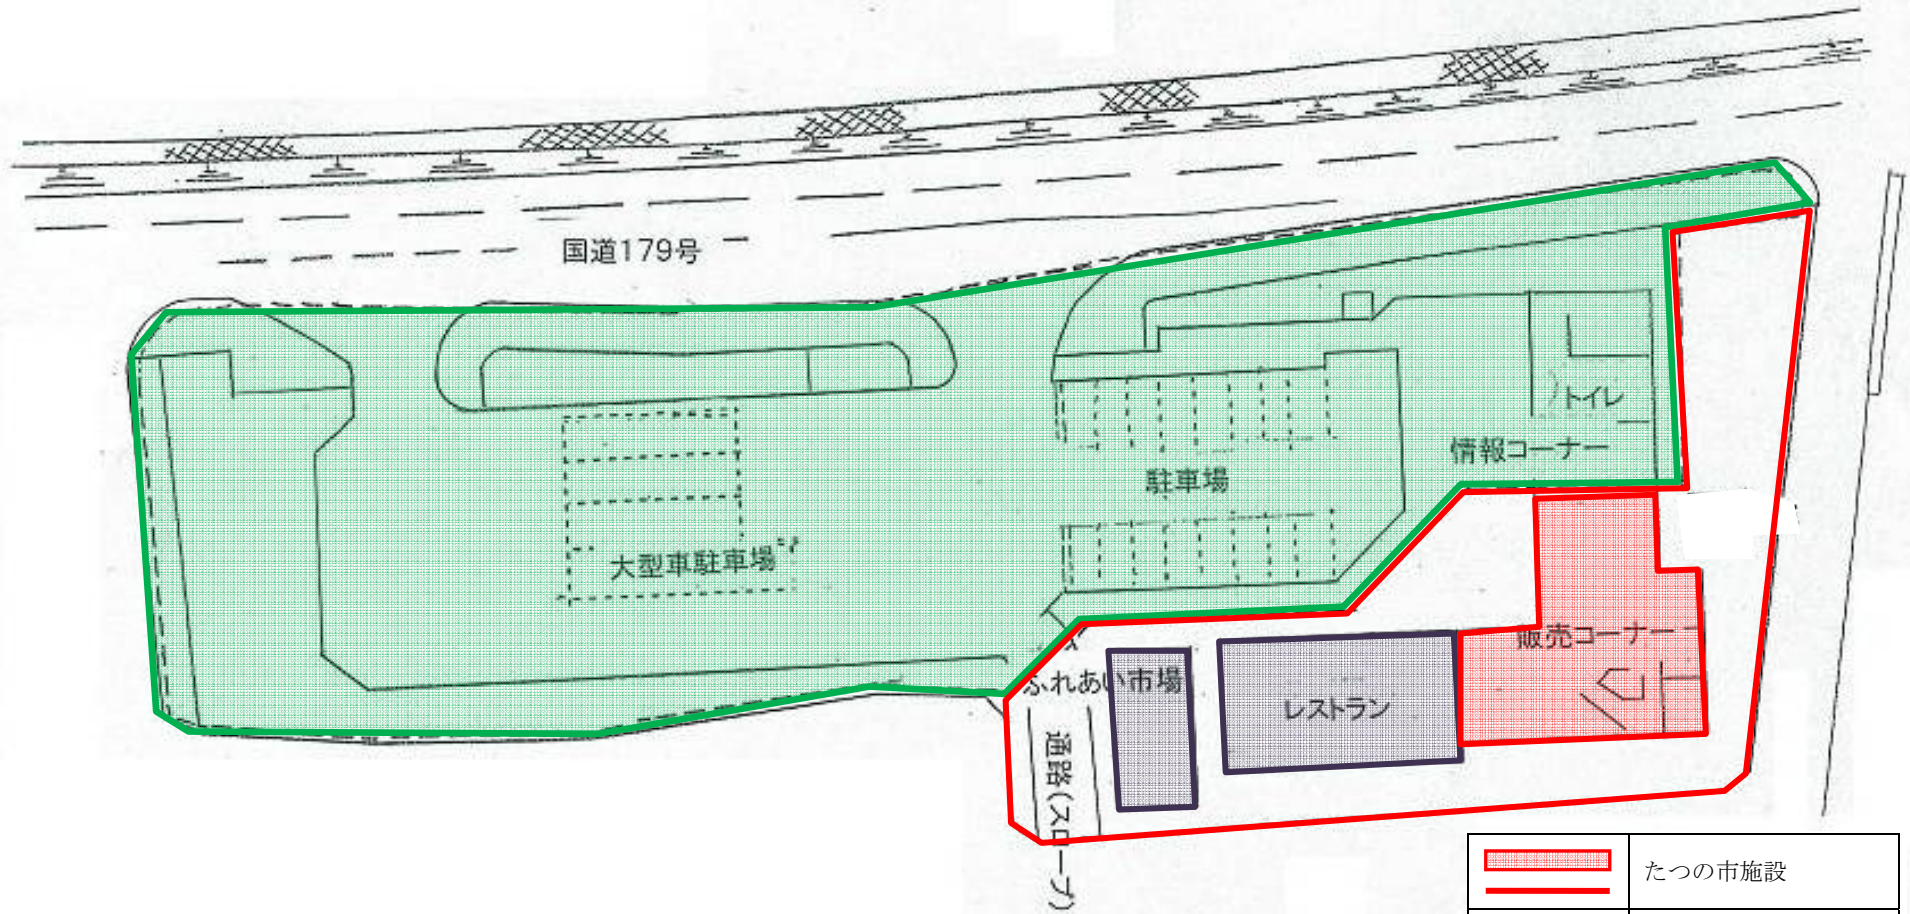 国道179号
トイレ
情報コーナー
駐車場
大型車駐車場
販売コーナー
ふれあい市場
レストラン
通路(スロープ)
たつの市施設